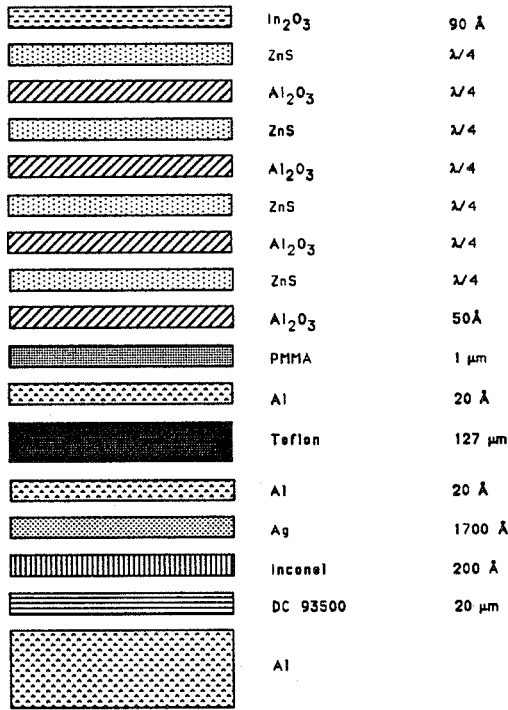 In₂O₃ 90 Å
ZnS λ/4
Al₂O₃ λ/4
ZnS λ/4
Al₂O₃ λ/4
ZnS λ/4
Al₂O₃ λ/4
ZnS λ/4
Al₂O₃ 50Å
PMMA 1 μm
Al 20 Å
Teflon 127 μm
Al 20 Å
Ag 1700 Å
Inconel 200 Å
DC 93500 20 μm
Al